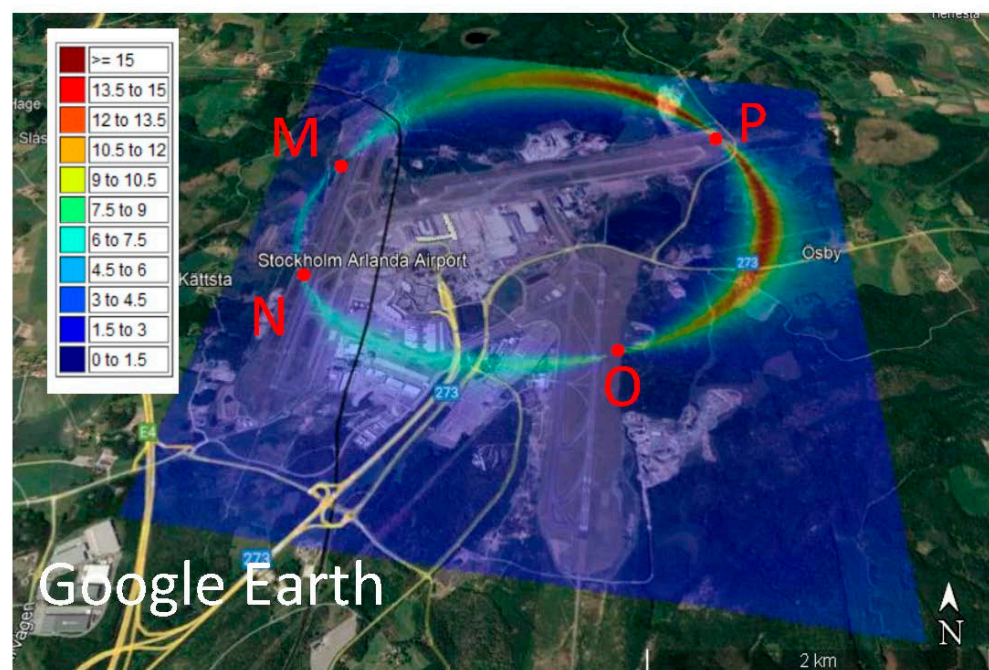 Herresta
>= 15
13.5 to 15
12 to 13.5
10.5 to 12
9 to 10.5
7.5 to 9
6 to 7.5
4.5 to 6
3 to 4.5
1.5 to 3
0 to 1.5
M
P
Stockholm Arlanda Airport
Kättsta
Ösby
273
N
O
273
E4
273
Google Earth
N
2 km